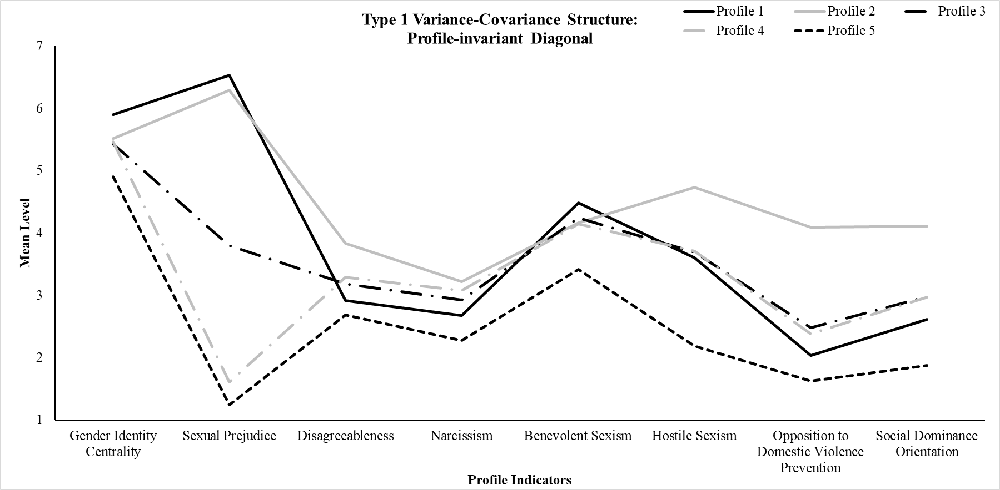 Type 1 Variance-Covariance Structure:
Profile-invariant Diagonal
Profile 1
Profile 2
Profile 3
Profile 4
Profile 5
7
6
5
4
3
2
1
Mean Level
Gender Identity
Centrality
Sexual Prejudice
Disagreeableness
Narcissism
Benevolent Sexism
Hostile Sexism
Opposition to
Domestic Violence
Prevention
Social Dominance
Orientation
Profile Indicators